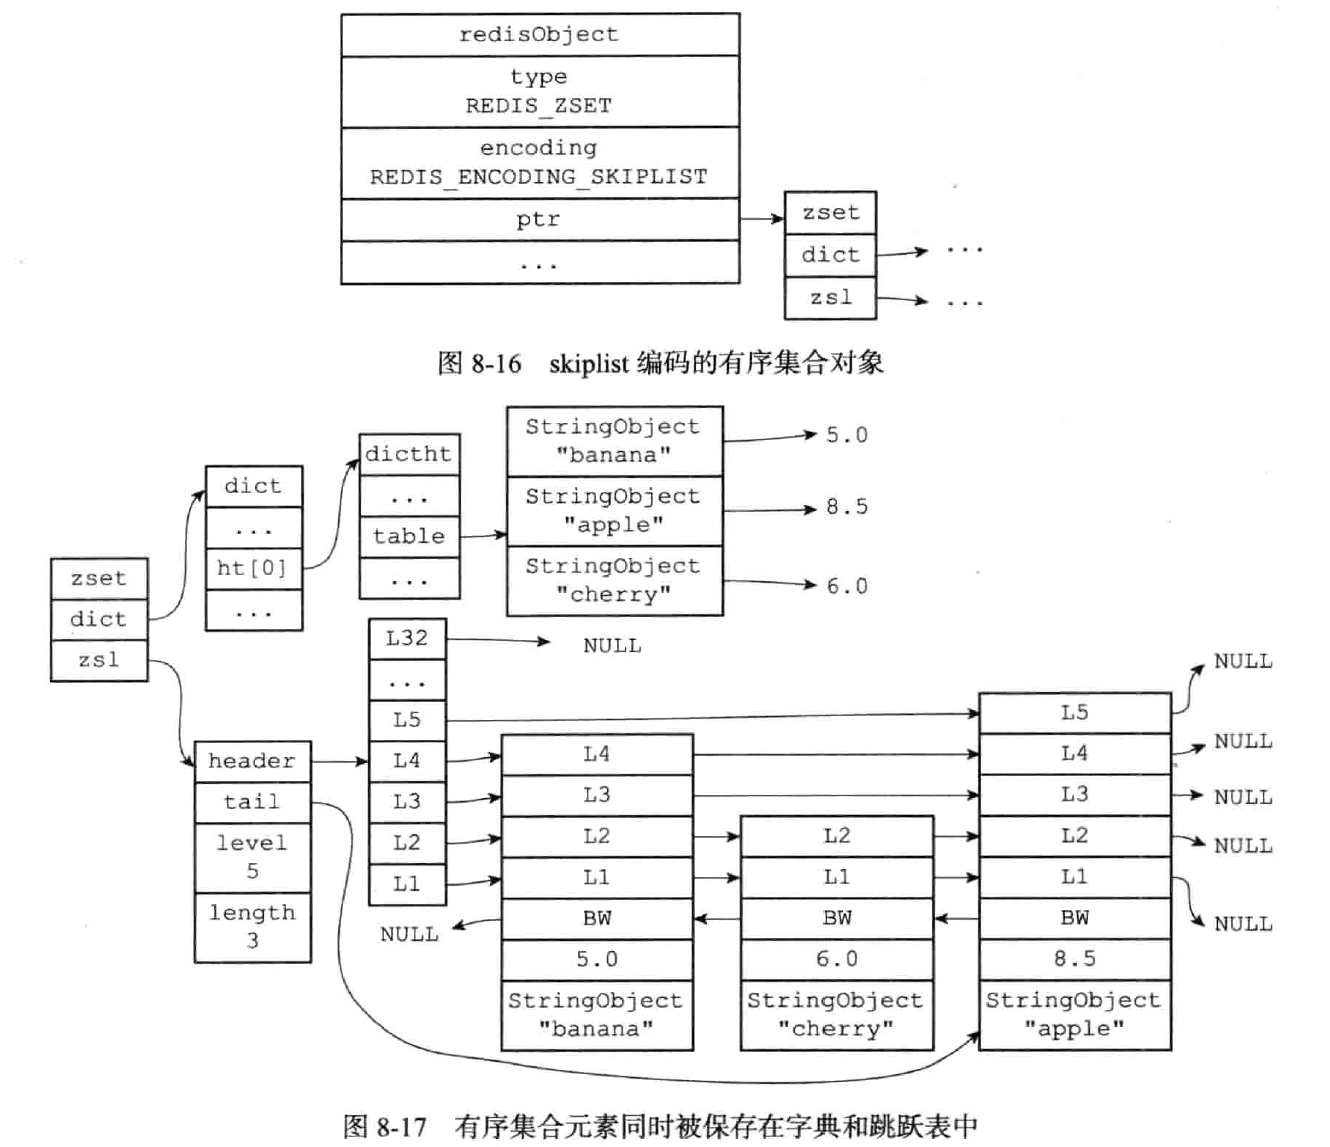 redisObject
type
REDIS_ZSET
encoding
REDIS_ENCODING_SKIPLIST
ptr
...
zset
dict
zsl
...
...
图 8-16 skiplist 编码的有序集合对象
zset
dict
zsl
dict
...
ht[0]
...
dictht
...
table
...
StringObject
"banana"
StringObject
"apple"
StringObject
"cherry"
5.0
8.5
6.0
header
tail
level
5
length
3
L32
...
L5
L4
L3
L2
L1
NULL
NULL
L4
L3
L2
L1
BW
5.0
StringObject
"banana"
L2
L1
BW
6.0
StringObject
"cherry"
L5
L4
L3
L2
L1
BW
8.5
StringObject
"apple"
NULL
NULL
NULL
NULL
NULL
图 8-17 有序集合元素同时被保存在字典和跳跃表中